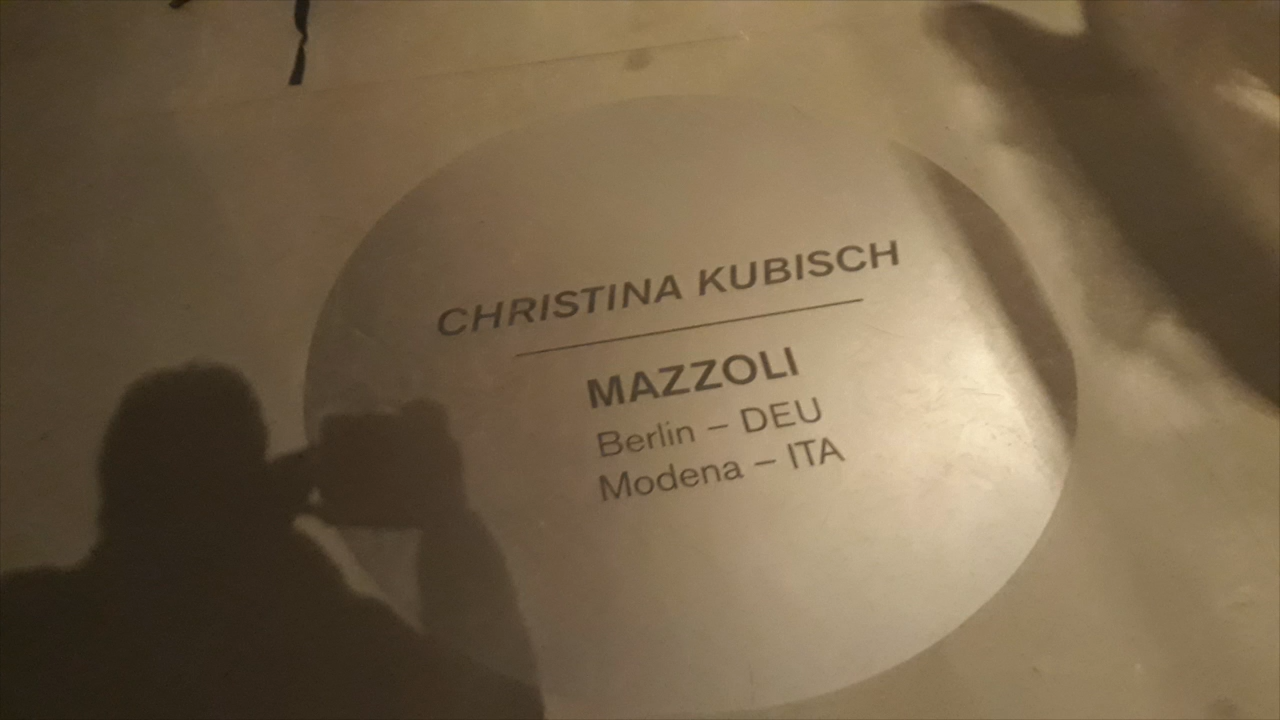 CHRISTINA KUBISCH
MAZZOLI
Berlin – DEU
Modena – ITA